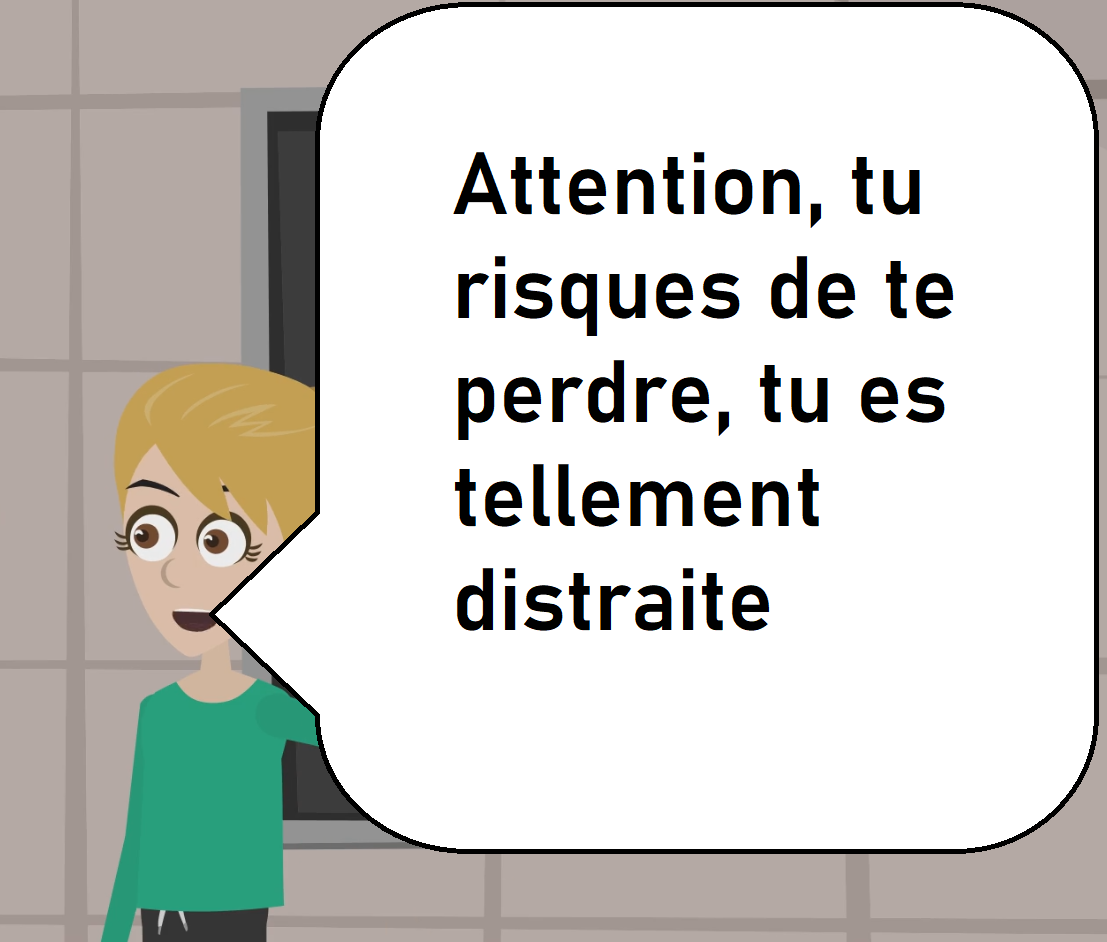 Attention, tu
risques de te
perdre, tu es
tellement
distraite